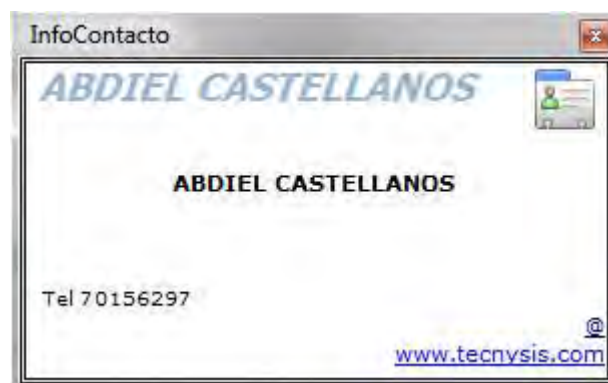 InfoContacto
ABDIEL CASTELLANOS
ABDIEL CASTELLANOS
Tel 70156297
@
www.tecnysis.com